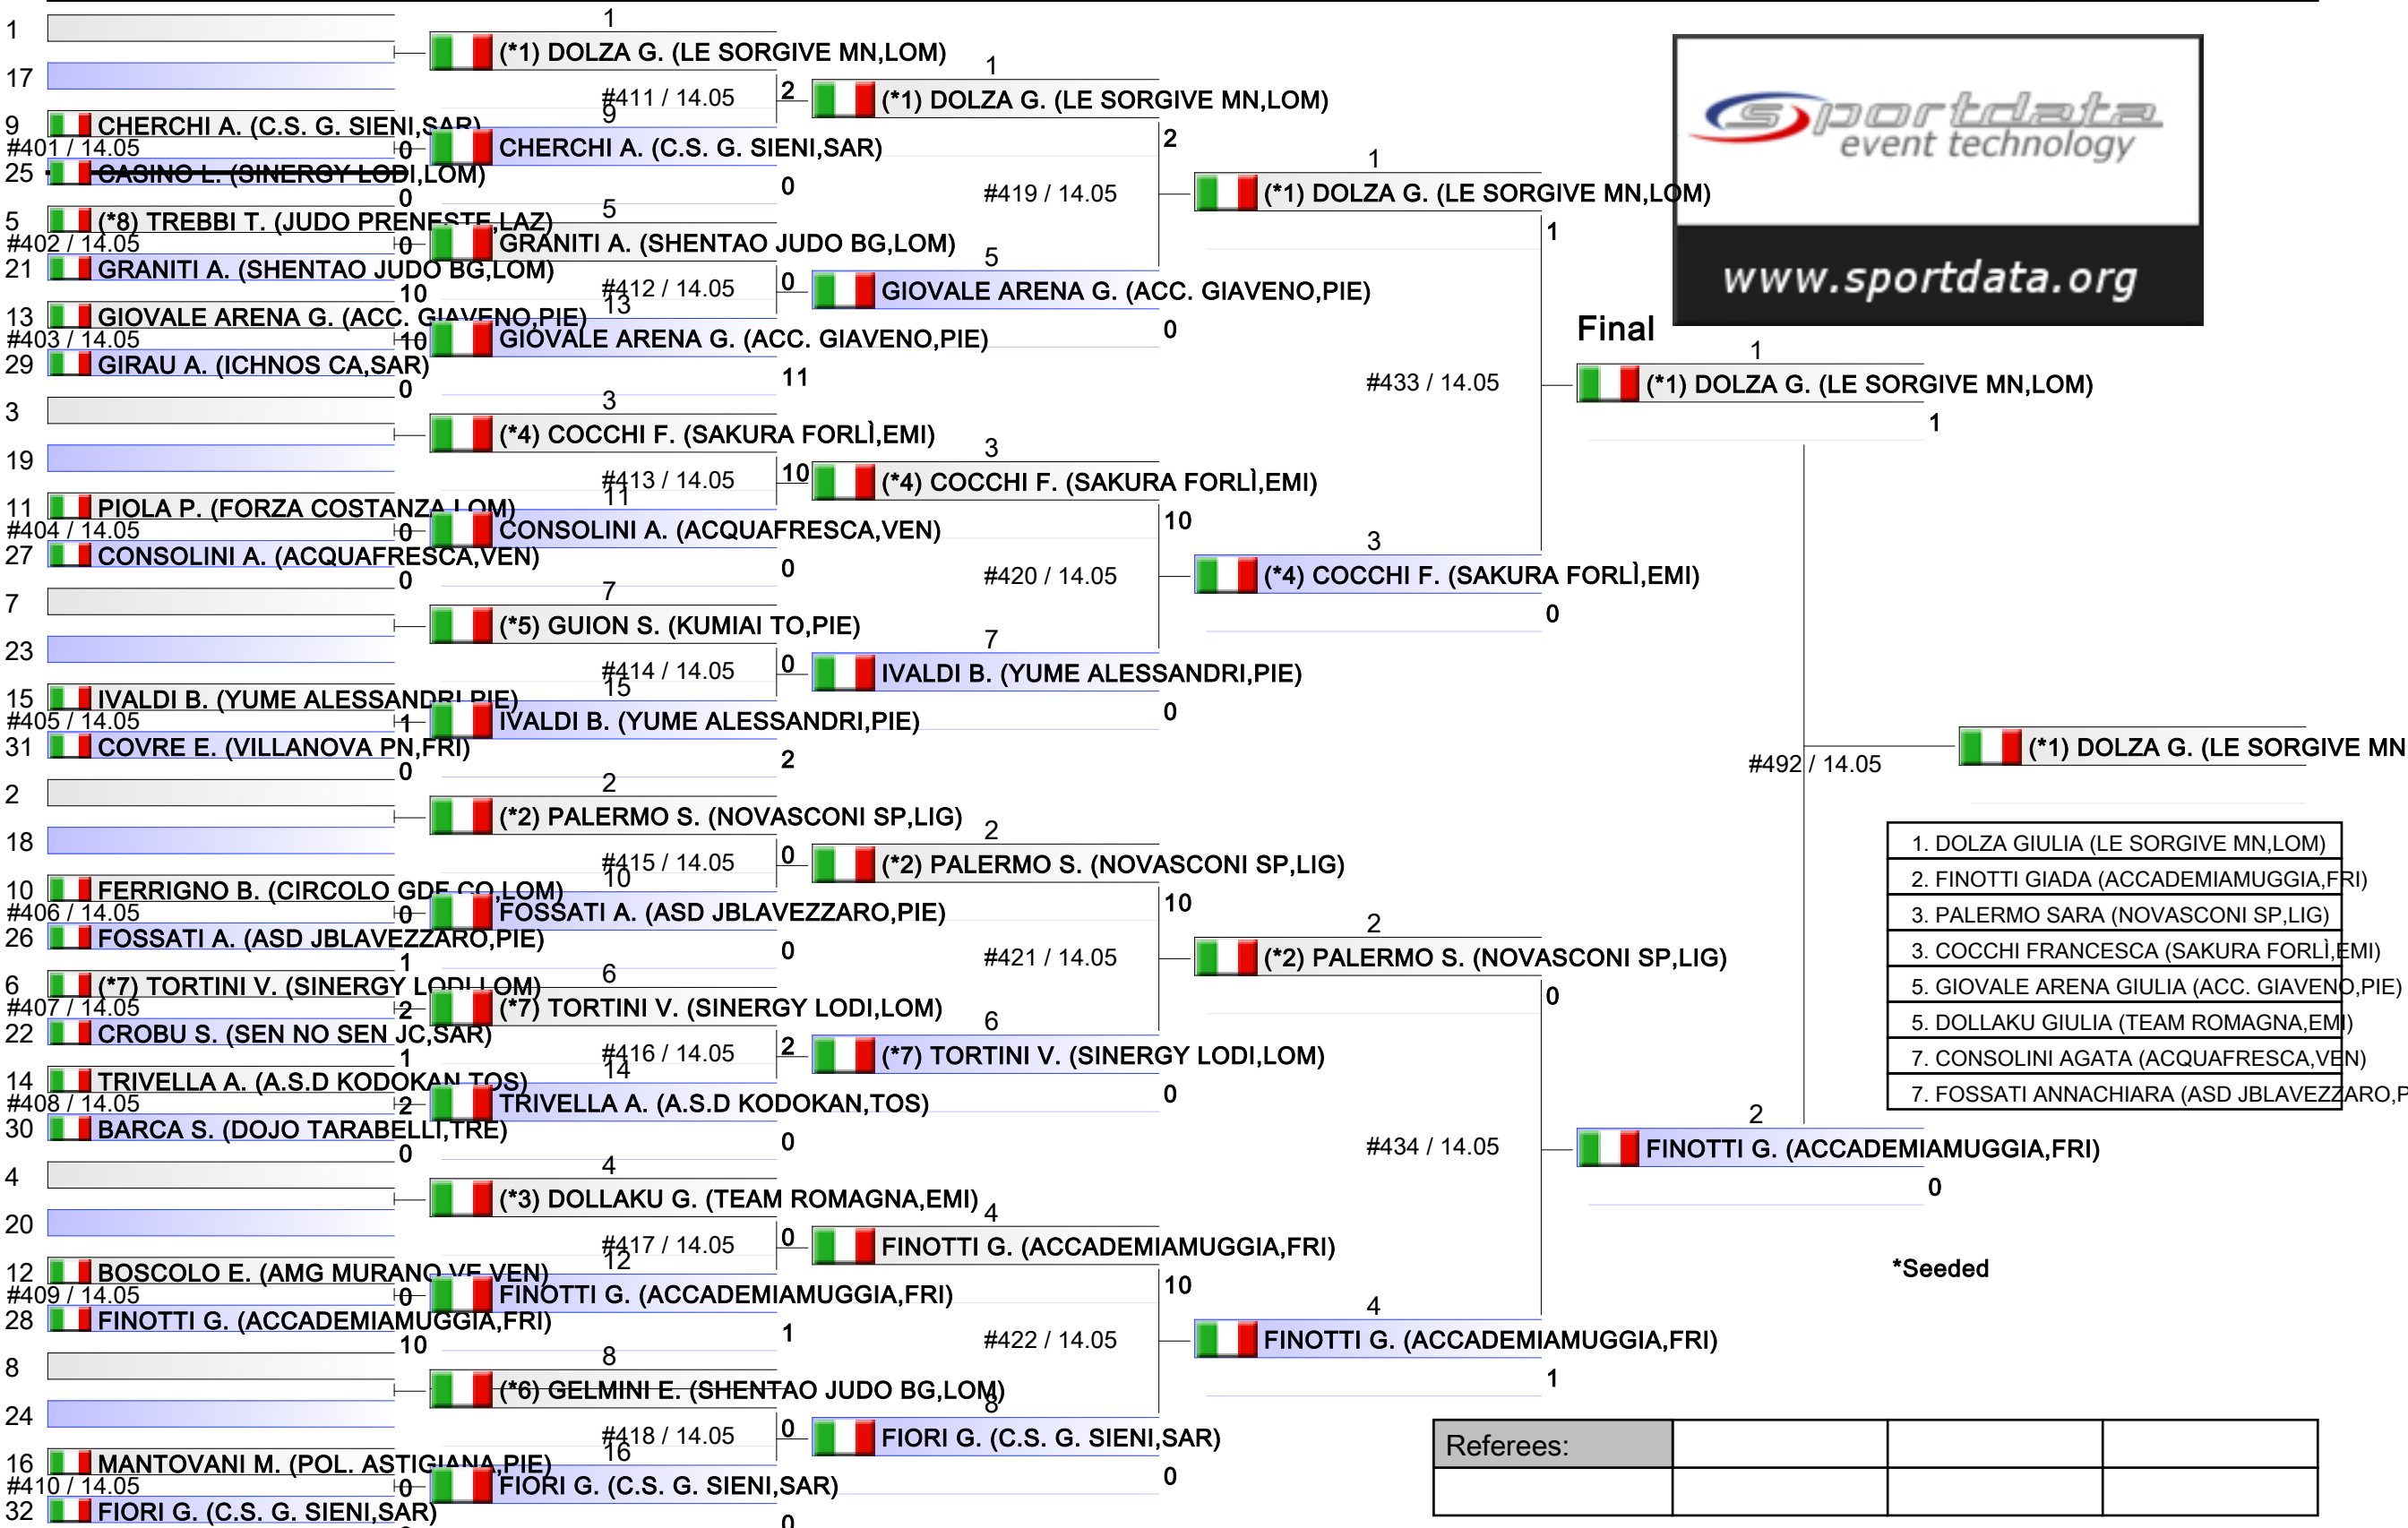 1
17
9 CHERCHI A. (C.S. G. SIENI,SAR)
#401 / 14.05
0
25 CASINO L. (SINERGY LODI,LOM)
0
5 (*8) TREBBI T. (JUDO PRENESTE,LAZ)
#402 / 14.05
0
21 GRANITI A. (SHENTAO JUDO BG,LOM)
10
13 GIOVALE ARENA G. (ACC. GIAVENO,PIE)
#403 / 14.05
10
29 GIRAU A. (ICHNOS CA,SAR)
0
3
19
11 PIOLA P. (FORZA COSTANZA,LOM)
#404 / 14.05
0
27 CONSOLINI A. (ACQUAFRESCA,VEN)
0
7
23
15 IVALDI B. (YUME ALESSANDRI,PIE)
#405 / 14.05
1
31 COVRE E. (VILLANOVA PN,FRI)
0
2
18
10 FERRIGNO B. (CIRCOLO GDF CO,LOM)
#406 / 14.05
0
26 FOSSATI A. (ASD JBLAVEZZARO,PIE)
1
6 (*7) TORTINI V. (SINERGY LODI,LOM)
#407 / 14.05
2
22 CROBU S. (SEN NO SEN JC,SAR)
1
14 TRIVELLA A. (A.S.D KODOKAN,TOS)
#408 / 14.05
2
30 BARCA S. (DOJO TARABELLI,TRE)
0
4
20
12 BOSCOLO E. (AMG MURANO VE,VEN)
#409 / 14.05
0
28 FINOTTI G. (ACCADEMIAMUGGIA,FRI)
10
8
24
16 MANTOVANI M. (POL. ASTIGIANA,PIE)
#410 / 14.05
0
32 FIORI G. (C.S. G. SIENI,SAR)
1
(*1) DOLZA G. (LE SORGIVE MN,LOM)
#411 / 14.05
2
9
CHERCHI A. (C.S. G. SIENI,SAR)
0
5
GRANITI A. (SHENTAO JUDO BG,LOM)
#412 / 14.05
0
13
GIOVALE ARENA G. (ACC. GIAVENO,PIE)
11
3
(*4) COCCHI F. (SAKURA FORLÌ,EMI)
#413 / 14.05
10
11
CONSOLINI A. (ACQUAFRESCA,VEN)
0
7
(*5) GUION S. (KUMIAI TO,PIE)
#414 / 14.05
0
15
IVALDI B. (YUME ALESSANDRI,PIE)
2
2
(*2) PALERMO S. (NOVASCONI SP,LIG)
#415 / 14.05
0
10
FOSSATI A. (ASD JBLAVEZZARO,PIE)
0
6
(*7) TORTINI V. (SINERGY LODI,LOM)
#416 / 14.05
2
14
TRIVELLA A. (A.S.D KODOKAN,TOS)
0
4
(*3) DOLLAKU G. (TEAM ROMAGNA,EMI)
#417 / 14.05
0
12
FINOTTI G. (ACCADEMIAMUGGIA,FRI)
1
8
(*6) GELMINI E. (SHENTAO JUDO BG,LOM)
#418 / 14.05
0
16
FIORI G. (C.S. G. SIENI,SAR)
0
1
(*1) DOLZA G. (LE SORGIVE MN,LOM)
2
#419 / 14.05
5
GIOVALE ARENA G. (ACC. GIAVENO,PIE)
0
3
(*4) COCCHI F. (SAKURA FORLÌ,EMI)
10
#420 / 14.05
7
IVALDI B. (YUME ALESSANDRI,PIE)
0
2
(*2) PALERMO S. (NOVASCONI SP,LIG)
10
#421 / 14.05
6
(*7) TORTINI V. (SINERGY LODI,LOM)
0
4
FINOTTI G. (ACCADEMIAMUGGIA,FRI)
10
#422 / 14.05
8
FIORI G. (C.S. G. SIENI,SAR)
0
1
(*1) DOLZA G. (LE SORGIVE MN,LOM)
1
#433 / 14.05
3
(*4) COCCHI F. (SAKURA FORLÌ,EMI)
0
2
(*2) PALERMO S. (NOVASCONI SP,LIG)
0
#434 / 14.05
4
FINOTTI G. (ACCADEMIAMUGGIA,FRI)
1
sportdata
event technology
www.sportdata.org
Final
1
(*1) DOLZA G. (LE SORGIVE MN,LOM)
1
#492 / 14.05
2
FINOTTI G. (ACCADEMIAMUGGIA,FRI)
0
(*1) DOLZA G. (LE SORGIVE MN
1. DOLZA GIULIA (LE SORGIVE MN,LOM)
2. FINOTTI GIADA (ACCADEMIAMUGGIA,FRI)
3. PALERMO SARA (NOVASCONI SP,LIG)
3. COCCHI FRANCESCA (SAKURA FORLÌ,EMI)
5. GIOVALE ARENA GIULIA (ACC. GIAVENO,PIE)
5. DOLLAKU GIULIA (TEAM ROMAGNA,EMI)
7. CONSOLINI AGATA (ACQUAFRESCA,VEN)
7. FOSSATI ANNACHIARA (ASD JBLAVEZZARO,P
*Seeded
Referees: